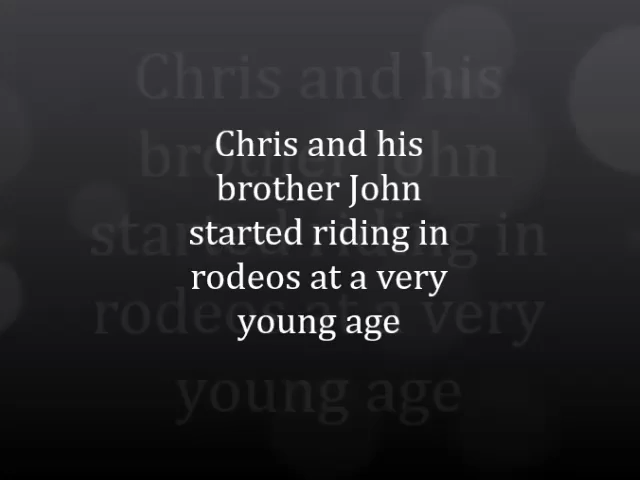 Chris and his
brother John
started riding in
rodeos at a very
young age